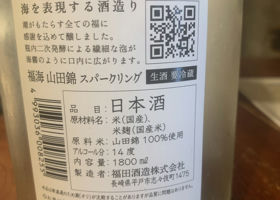 海を表現する酒造り
蔵がもたらす全ての福に
感謝を込めて醸しました。
瓶内二次発酵による繊細な泡が
海霧のように口内に広がります。
福海 山田錦 スパークリング
生酒 要冷蔵
品目：日本酒
原材料名：米(国産)、
米麹(国産米)
原料米：山田錦100%使用
アルコール分：14度
内容量：1800㎖
製造者：福田酒造株式会社
長崎県平戸市志々伎町1475